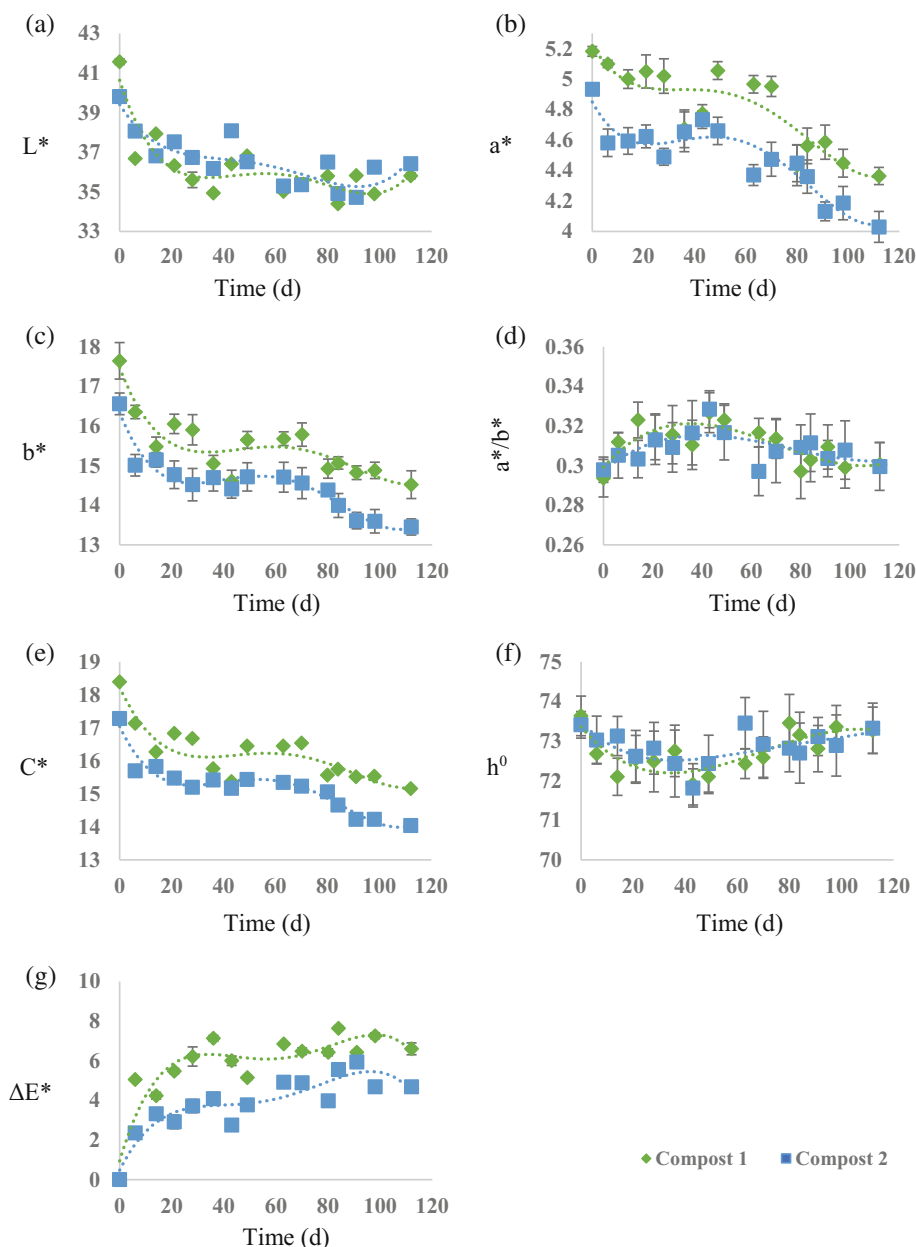 (a)
43
41
39
37
35
33
L*
0 20 40 60 80 100 120
Time (d)
(b)
5.2
5
4.8
4.6
4.4
4.2
4
a*
0 20 40 60 80 100 120
Time (d)
(c)
18
17
16
15
14
13
b*
0 20 40 60 80 100 120
Time (d)
(d)
0.36
0.34
0.32
0.3
0.28
0.26
a*/b*
0 20 40 60 80 100 120
Time (d)
(e)
19
18
17
16
15
14
13
C*
0 20 40 60 80 100 120
Time (d)
(f)
75
74
73
72
71
70
h⁰
0 20 40 60 80 100 120
Time (d)
(g)
10
8
6
4
2
0
ΔE*
0 20 40 60 80 100 120
Time (d)
Compost 1 Compost 2